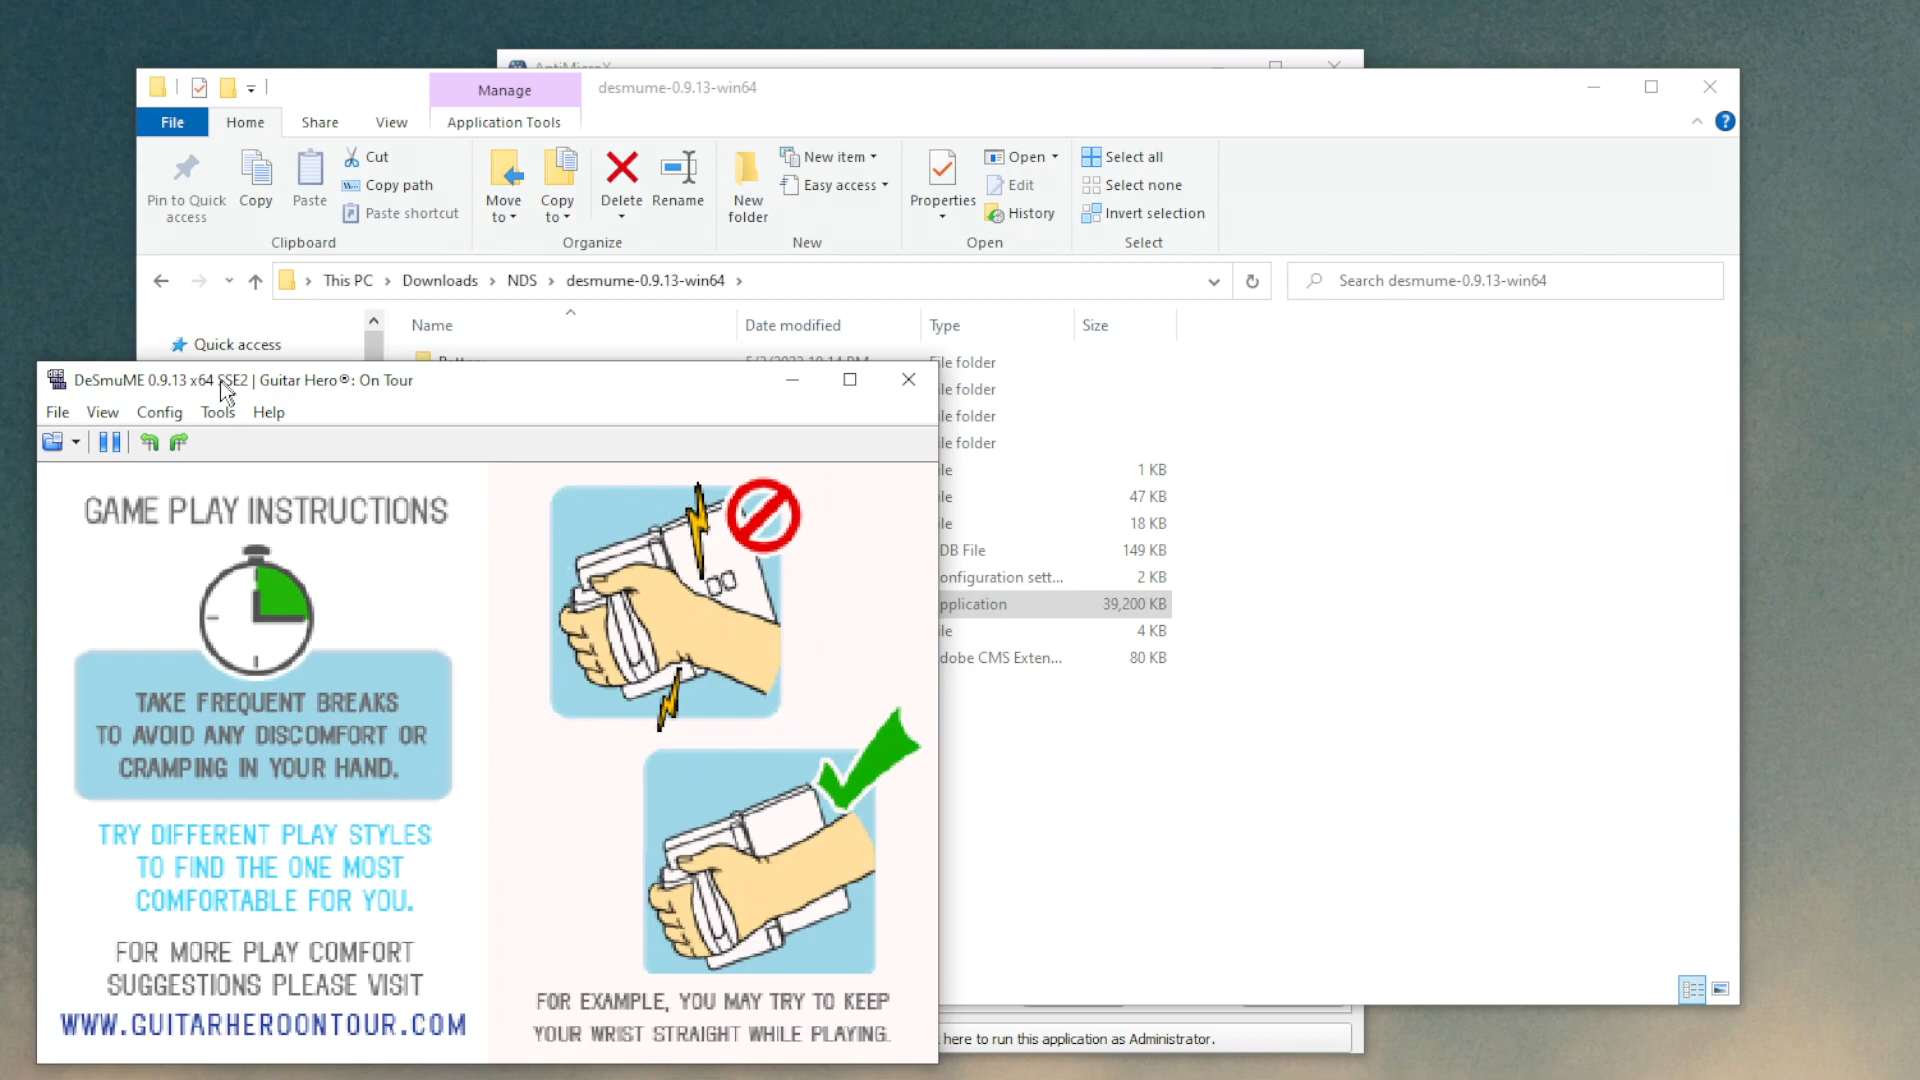 AntiMicroX
Manage
desmume-0.9.13-win64
File
Home
Share
View
Application Tools
Pin to Quick access
Copy
Paste
Cut
Copy path
Paste shortcut
Clipboard
Move to
Copy to
Delete
Rename
Organize
New folder
New item
Easy access
New
Properties
Open
Edit
History
Open
Select all
Select none
Invert selection
Select
This PC
Downloads
NDS
desmume-0.9.13-win64
Search desmume-0.9.13-win64
Name
Date modified
Type
Size
Quick access
File folder
ile folder
ile folder
ile folder
ile
1 KB
ile
47 KB
ile
18 KB
DB File
149 KB
onfiguration sett...
2 KB
pplication
39,200 KB
ile
4 KB
dobe CMS Exten...
80 KB
DeSmuME 0.9.13 x64 SSE2 | Guitar Hero®: On Tour
File
View
Config
Tools
Help
GAME PLAY INSTRUCTIONS
TAKE FREQUENT BREAKS
TO AVOID ANY DISCOMFORT OR
CRAMPING IN YOUR HAND.
TRY DIFFERENT PLAY STYLES
TO FIND THE ONE MOST
COMFORTABLE FOR YOU.
FOR MORE PLAY COMFORT
SUGGESTIONS PLEASE VISIT
WWW.GUITARHEROONTOUR.COM
FOR EXAMPLE, YOU MAY TRY TO KEEP
YOUR WRIST STRAIGHT WHILE PLAYING.
here to run this application as Administrator.